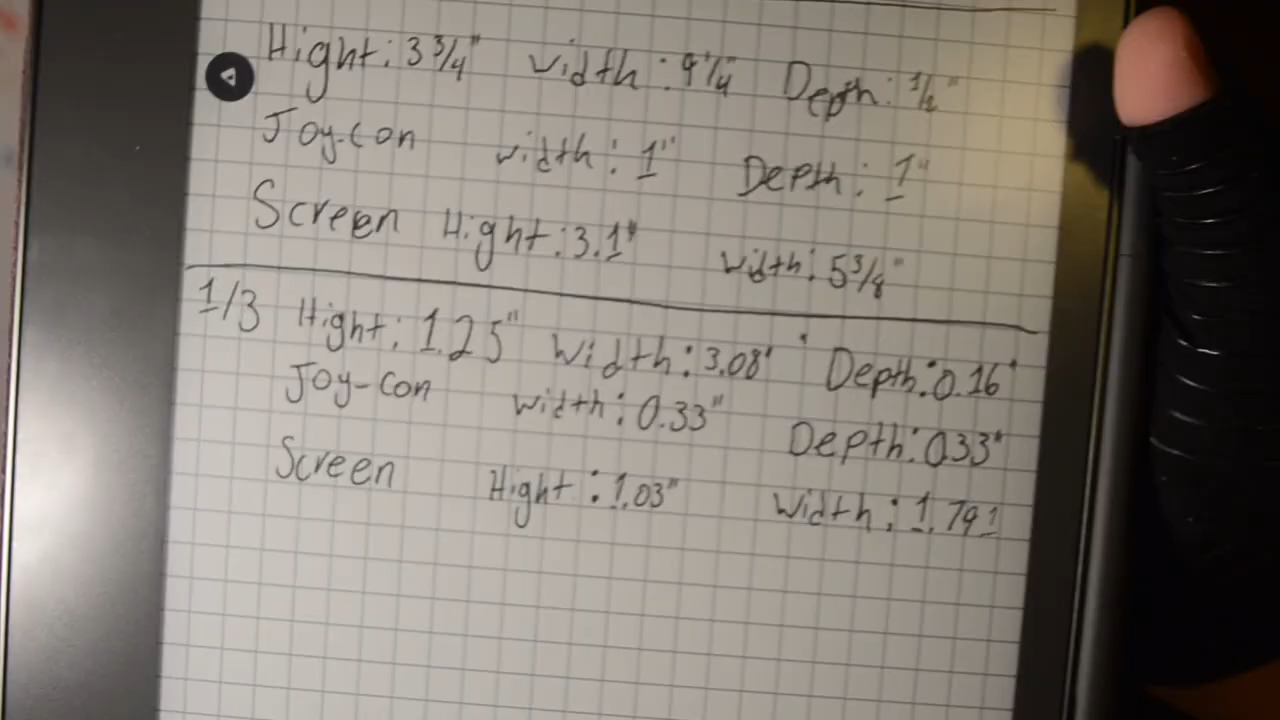 Hight: 3 3/4" Width: 9 1/4" Depth: 1/2"
Joy-con Width: 1" Depth: 1"
Screen Hight: 3.1" Width: 5 3/8"
1/3 Hight: 1.25" Width: 3.08" Depth: 0.16"
Joy-con Width: 0.33" Depth: 0.33"
Screen Hight: 1.03" Width: 1.791